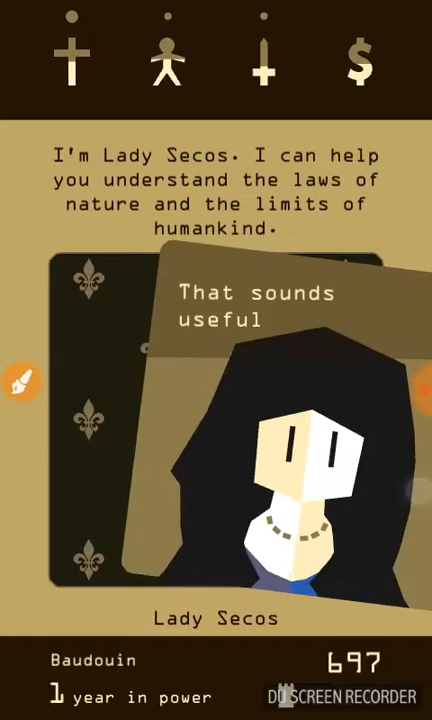 I'm Lady Secos. I can help
you understand the laws of
nature and the limits of
humankind.
That sounds
useful
Lady Secos
Baudouin
697
1 year in power
DU SCREEN RECORDER